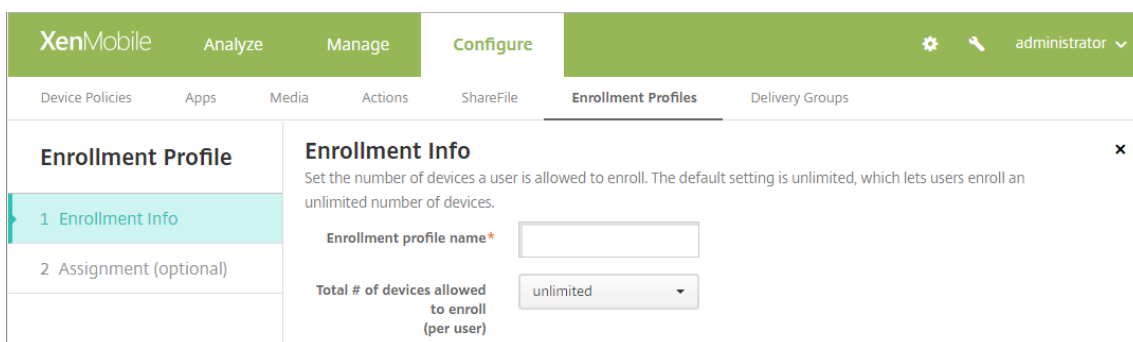 XenMobile Analyze Manage Configure administrator
Device Policies Apps Media Actions ShareFile Enrollment Profiles Delivery Groups
Enrollment Profile
1 Enrollment Info
2 Assignment (optional)
Enrollment Info
Set the number of devices a user is allowed to enroll. The default setting is unlimited, which lets users enroll an
unlimited number of devices.
Enrollment profile name*
Total # of devices allowed
to enroll
(per user)
unlimited